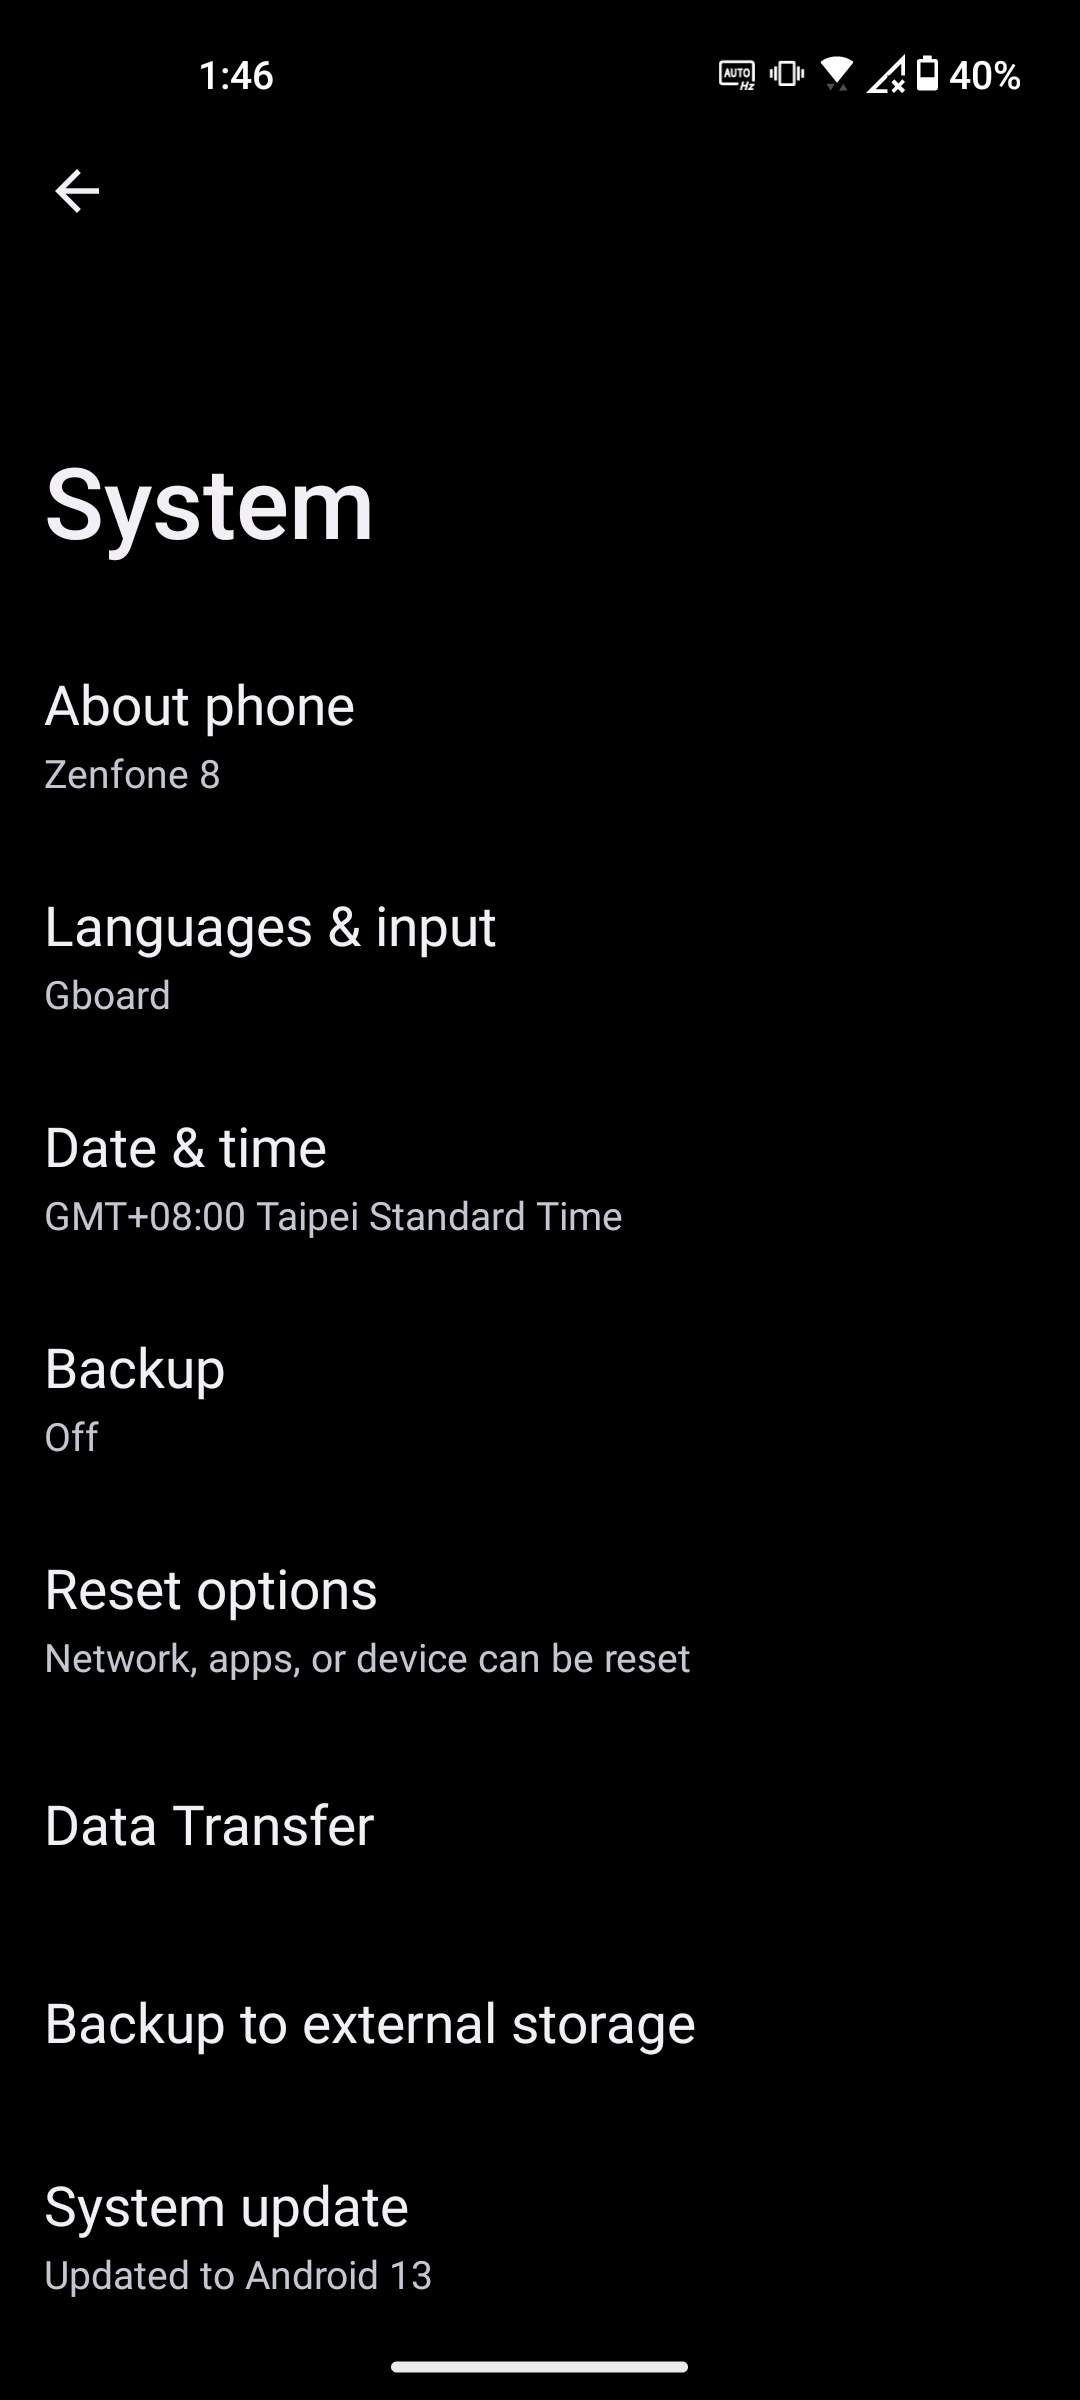 1:46
AUTO
Hz
40%
System
About phone
Zenfone 8
Languages & input
Gboard
Date & time
GMT+08:00 Taipei Standard Time
Backup
Off
Reset options
Network, apps, or device can be reset
Data Transfer
Backup to external storage
System update
Updated to Android 13